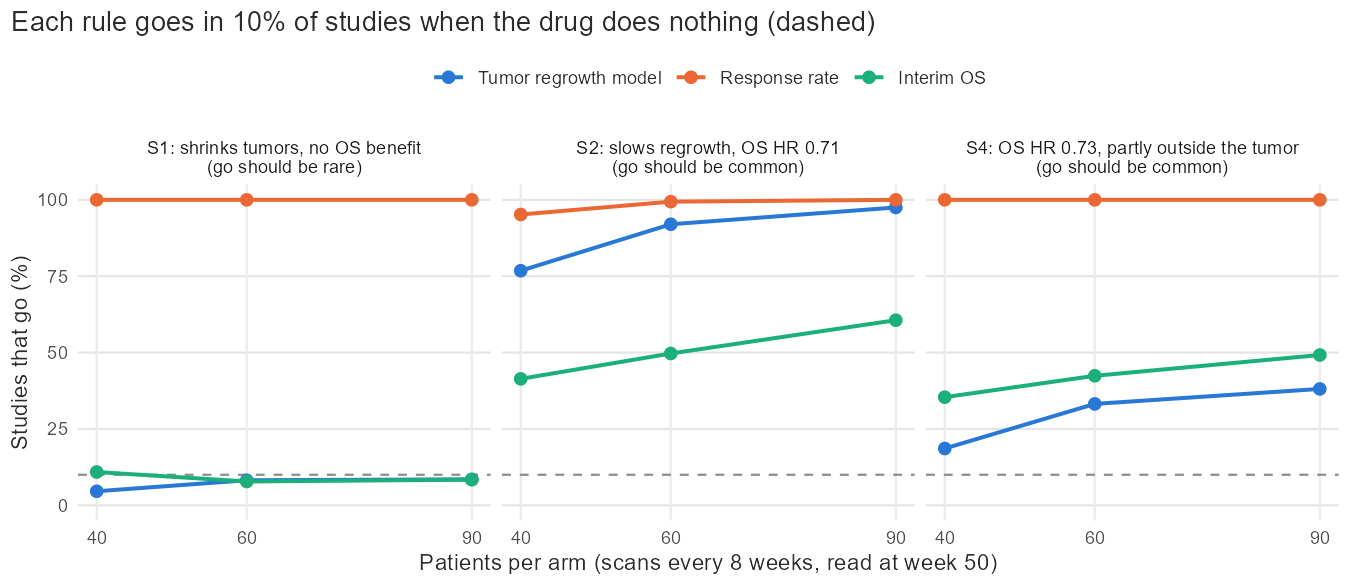 Each rule goes in 10% of studies when the drug does nothing (dashed)
Tumor regrowth model
Response rate
Interim OS
S1: shrinks tumors, no OS benefit
(go should be rare)
S2: slows regrowth, OS HR 0.71
(go should be common)
S4: OS HR 0.73, partly outside the tumor
(go should be common)
Studies that go (%)
100
75
50
25
0
40
60
90
40
60
90
40
60
90
Patients per arm (scans every 8 weeks, read at week 50)